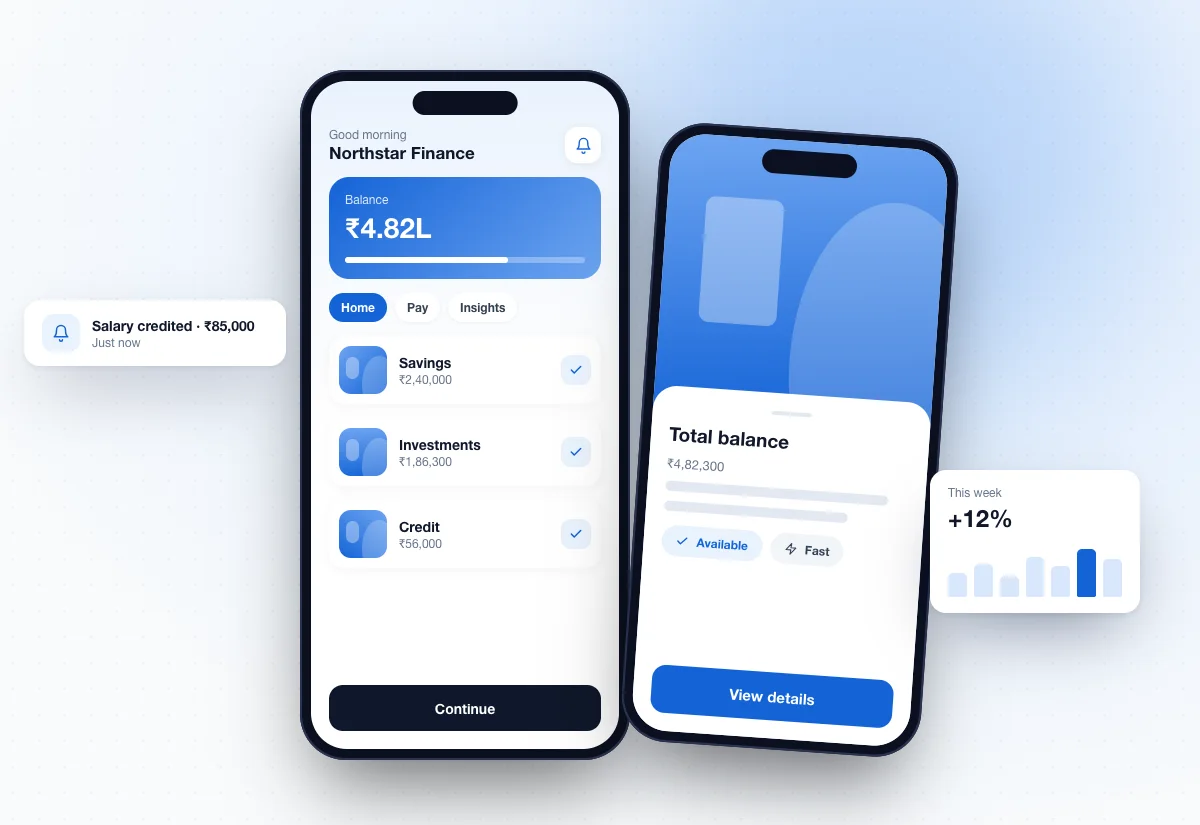 Good morning
Northstar Finance
Balance
₹4.82L
Home
Pay
Insights
Savings
₹2,40,000
Investments
₹1,86,300
Credit
₹56,000
Continue
Salary credited · ₹85,000
Just now
Total balance
₹4,82,300
Available
Fast
View details
This week
+12%